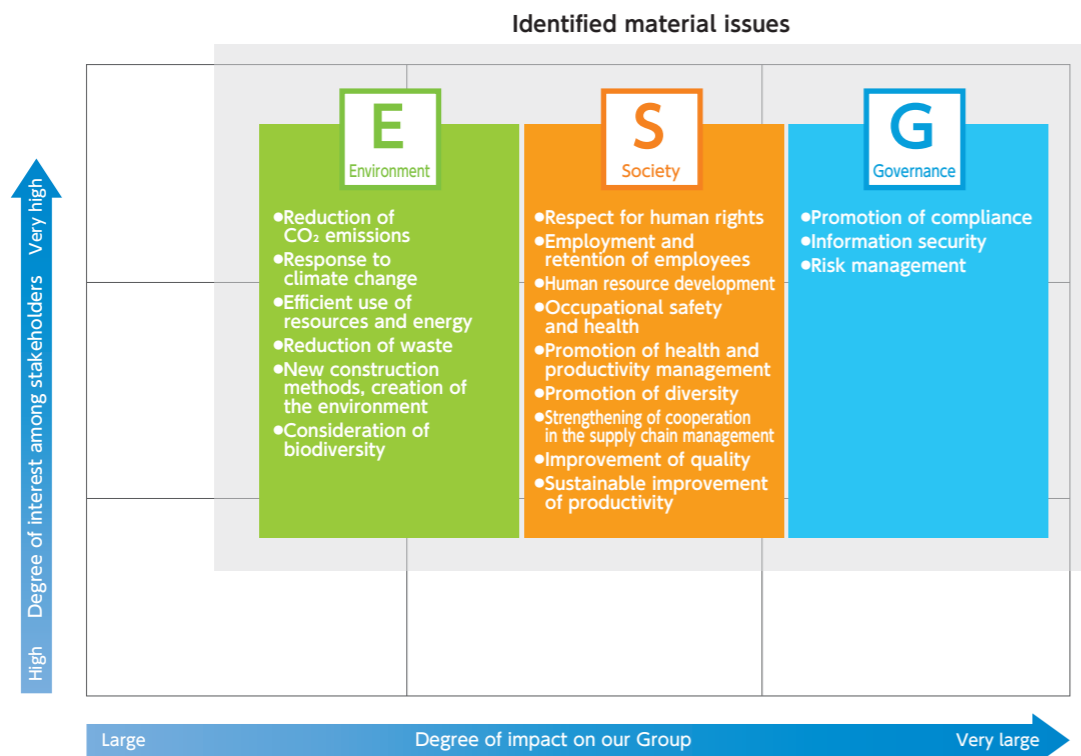 Identified material issues
E
Environment
●Reduction of
CO₂ emissions
●Response to
climate change
●Efficient use of
resources and energy
●Reduction of waste
●New construction
methods, creation of
the environment
●Consideration of
biodiversity
S
Society
●Respect for human rights
●Employment and
retention of employees
●Human resource development
●Occupational safety
and health
●Promotion of health and
productivity management
●Promotion of diversity
●Strengthening of cooperation
in the supply chain management
●Improvement of quality
●Sustainable improvement
of productivity
G
Governance
●Promotion of compliance
●Information security
●Risk management
High Degree of interest among stakeholders Very high
Large Degree of impact on our Group Very large